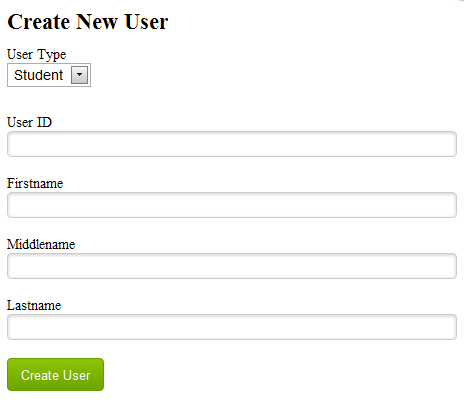 Create New User
User Type
Student
User ID
Firstname
Middlename
Lastname
Create User